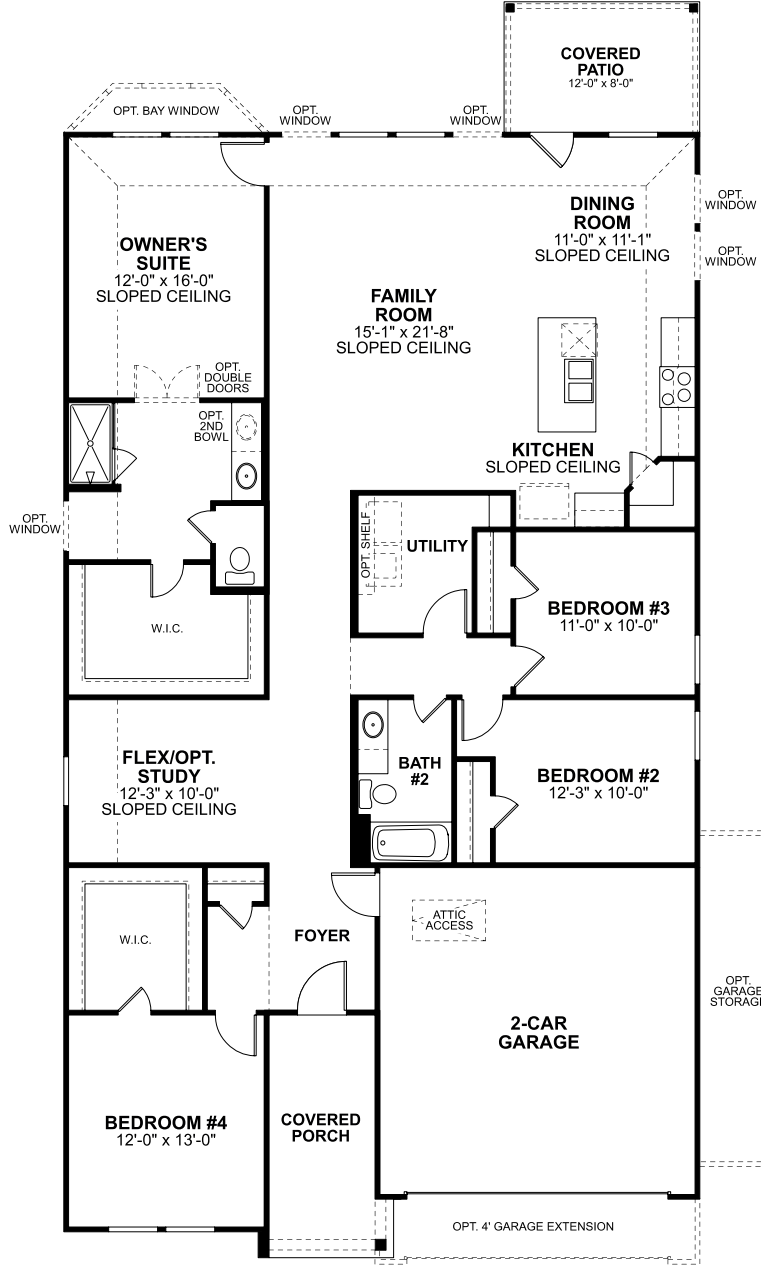 COVERED
PATIO
12'-0" x 8'-0"
OPT. BAY WINDOW
OPT.
WINDOW
OPT.
WINDOW
OPT.
WINDOW
OPT.
WINDOW
DINING
ROOM
11'-0" x 11'-1"
SLOPED CEILING
OWNER'S
SUITE
12'-0" x 16'-0"
SLOPED CEILING
FAMILY
ROOM
15'-1" x 21'-8"
SLOPED CEILING
OPT.
DOUBLE
DOORS
OPT.
2ND
BOWL
KITCHEN
SLOPED CEILING
OPT.
WINDOW
OPT. SHELF
UTILITY
W.I.C.
BEDROOM #3
11'-0" x 10'-0"
FLEX/OPT.
STUDY
12'-3" x 10'-0"
SLOPED CEILING
BATH
#2
BEDROOM #2
12'-3" x 10'-0"
W.I.C.
FOYER
ATTIC
ACCESS
OPT.
GARAGE
STORAGE
2-CAR
GARAGE
BEDROOM #4
12'-0" x 13'-0"
COVERED
PORCH
OPT. 4' GARAGE EXTENSION